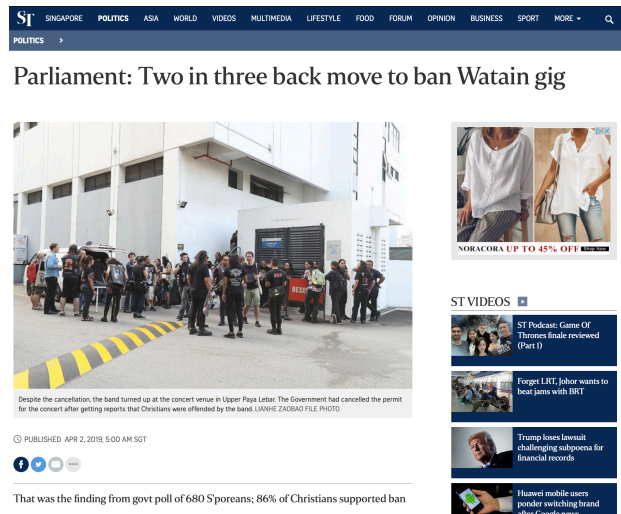 ST SINGAPORE POLITICS ASIA WORLD VIDEOS MULTIMEDIA LIFESTYLE FOOD FORUM OPINION BUSINESS SPORT MORE
POLITICS >
Parliament: Two in three back move to ban Watain gig
RESE
Despite the cancellation, the band turned up at the concert venue in Upper Paya Lebar. The Government had cancelled the permit
for the concert after getting reports that Christians were offended by the band. LIANHE ZAOBAO FILE PHOTO
PUBLISHED APR 2, 2019, 5:00 AM SGT
That was the finding from govt poll of 680 S'poreans; 86% of Christians supported ban
NORACORA UP TO 45% OFF Shop Now
ST VIDEOS
ST Podcast: Game Of
Thrones finale reviewed
(Part 1)
Forget LRT, Johor wants to
beat jams with BRT
Trump loses lawsuit
challenging subpoena for
financial records
Huawei mobile users
ponder switching brand
after Google news